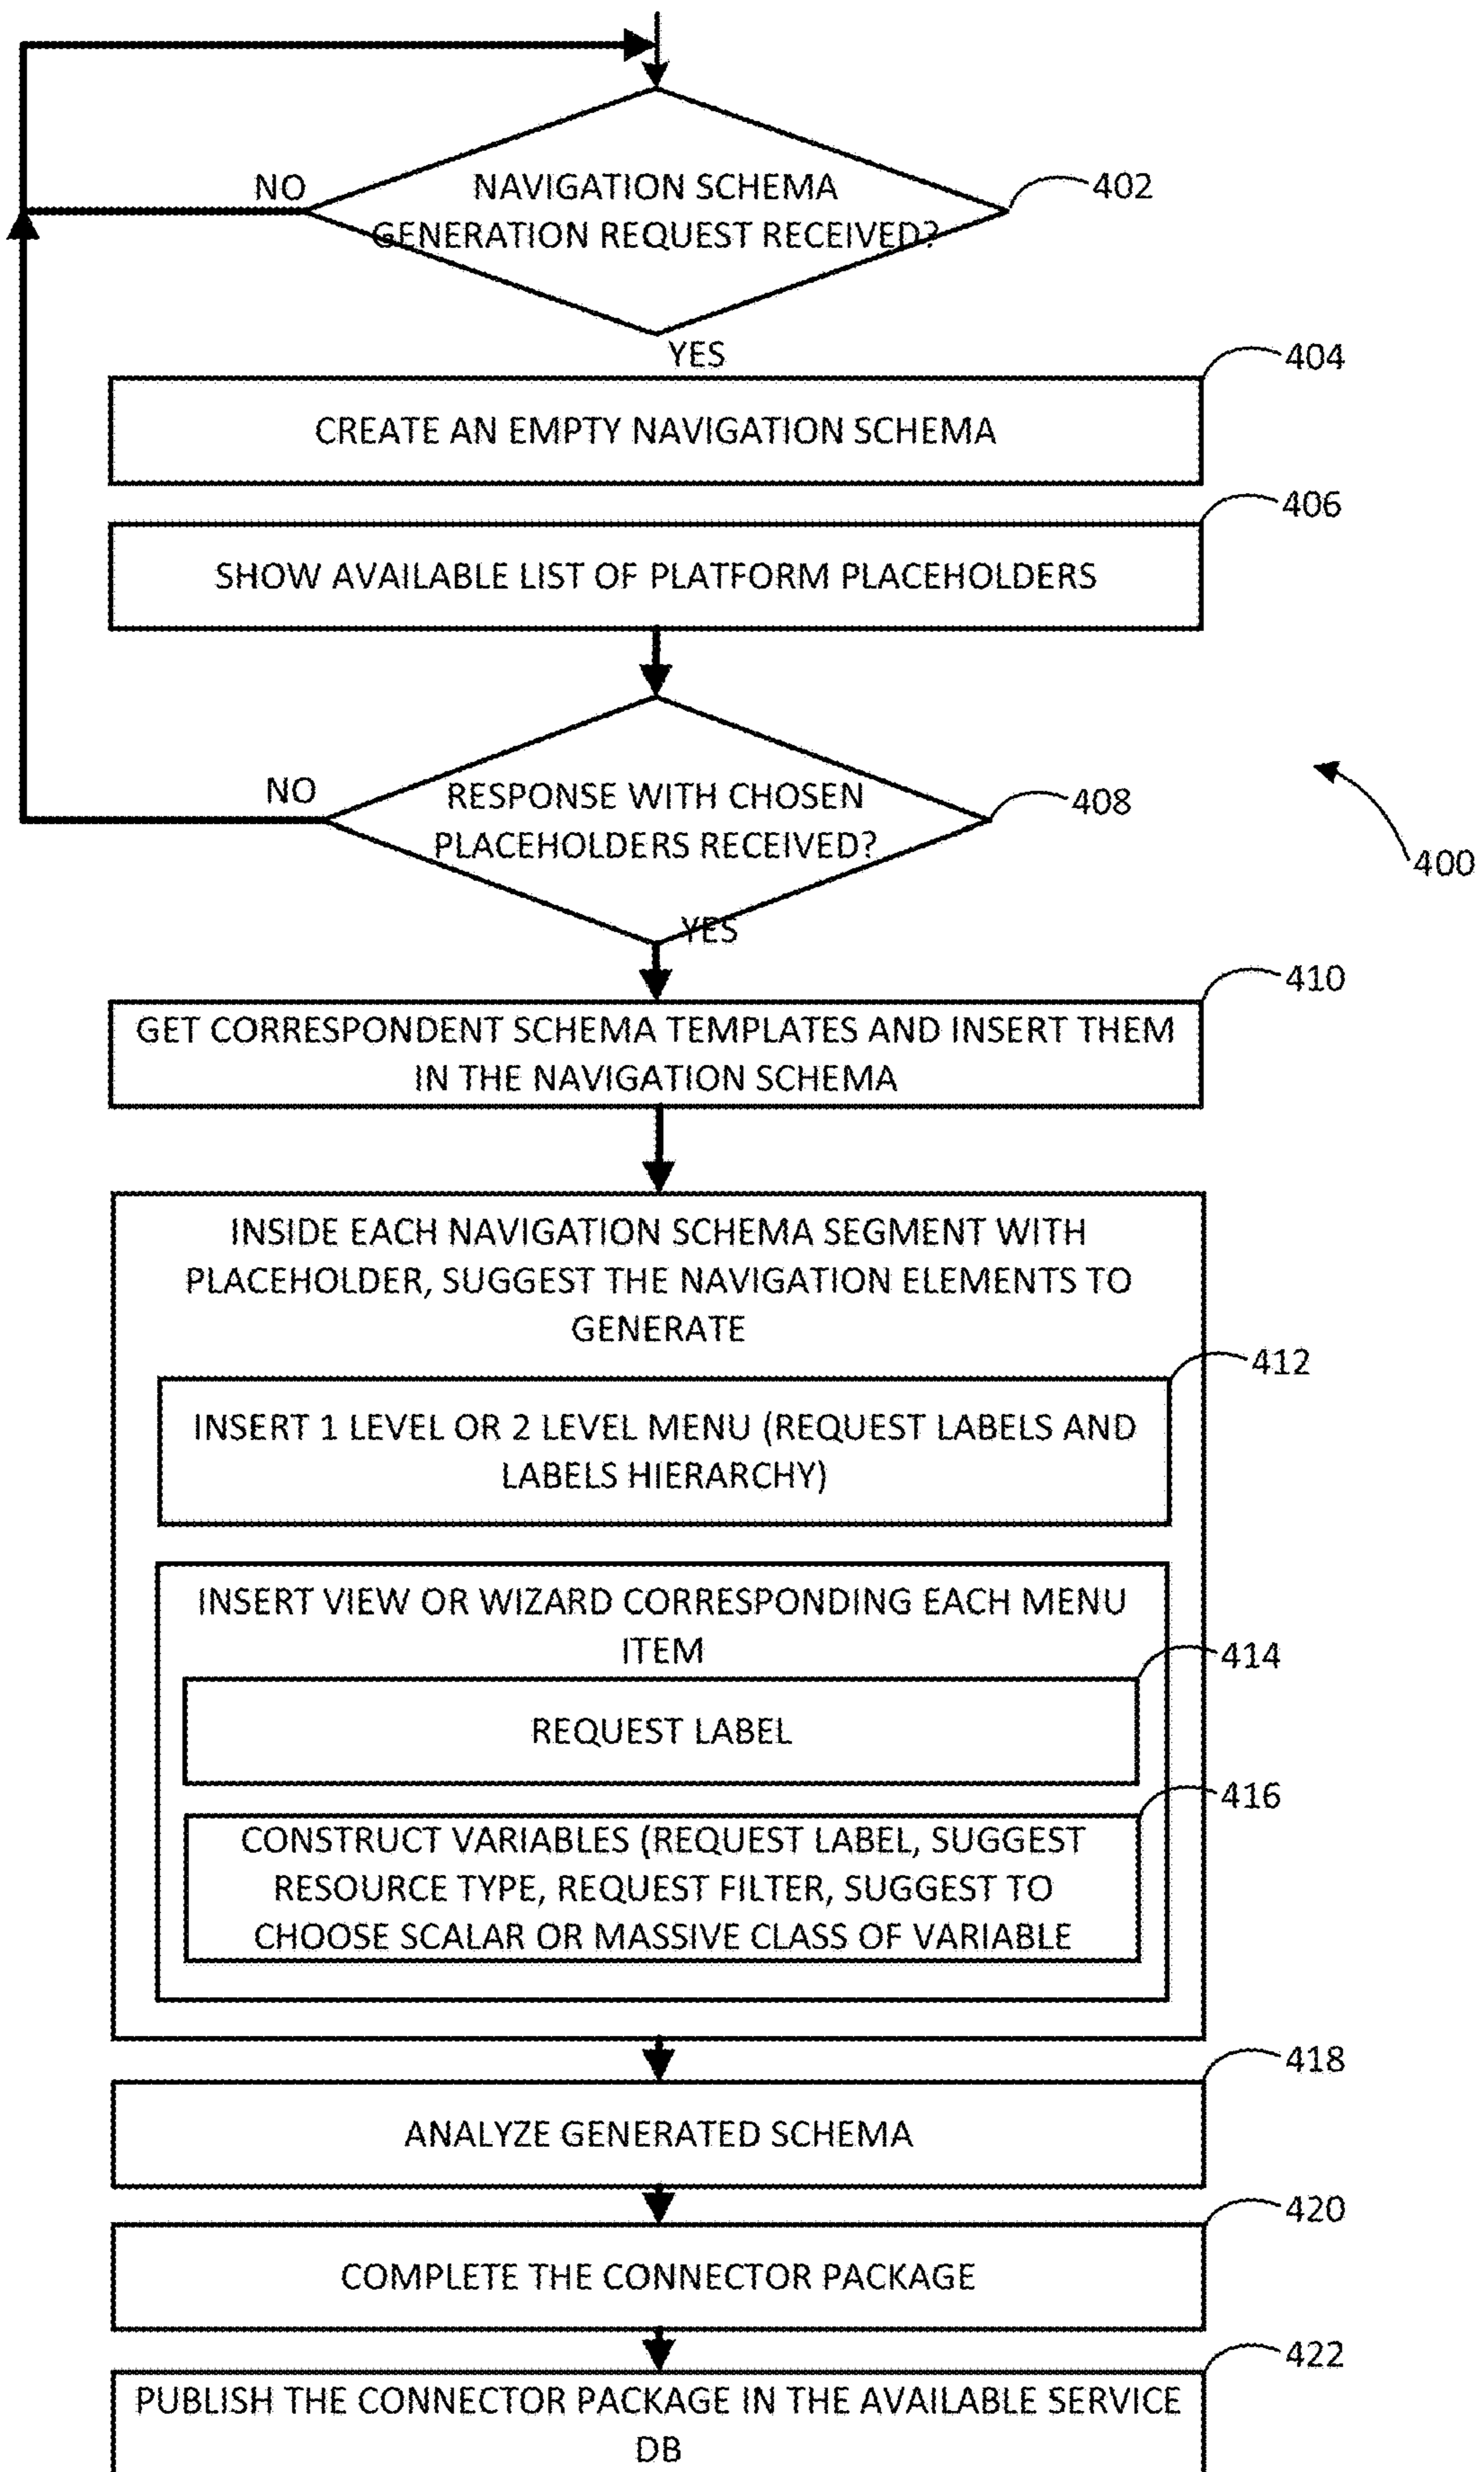 NO
NAVIGATION SCHEMA
GENERATION REQUEST RECEIVED?
402
YES
404
CREATE AN EMPTY NAVIGATION SCHEMA
406
SHOW AVAILABLE LIST OF PLATFORM PLACEHOLDERS
NO
RESPONSE WITH CHOSEN
PLACEHOLDERS RECEIVED?
408
400
YES
410
GET CORRESPONDENT SCHEMA TEMPLATES AND INSERT THEM
IN THE NAVIGATION SCHEMA
INSIDE EACH NAVIGATION SCHEMA SEGMENT WITH
PLACEHOLDER, SUGGEST THE NAVIGATION ELEMENTS TO
GENERATE
412
INSERT 1 LEVEL OR 2 LEVEL MENU (REQUEST LABELS AND
LABELS HIERARCHY)
INSERT VIEW OR WIZARD CORRESPONDING EACH MENU
ITEM
414
REQUEST LABEL
416
CONSTRUCT VARIABLES (REQUEST LABEL, SUGGEST
RESOURCE TYPE, REQUEST FILTER, SUGGEST TO
CHOOSE SCALAR OR MASSIVE CLASS OF VARIABLE
418
ANALYZE GENERATED SCHEMA
420
COMPLETE THE CONNECTOR PACKAGE
422
PUBLISH THE CONNECTOR PACKAGE IN THE AVAILABLE SERVICE
DB